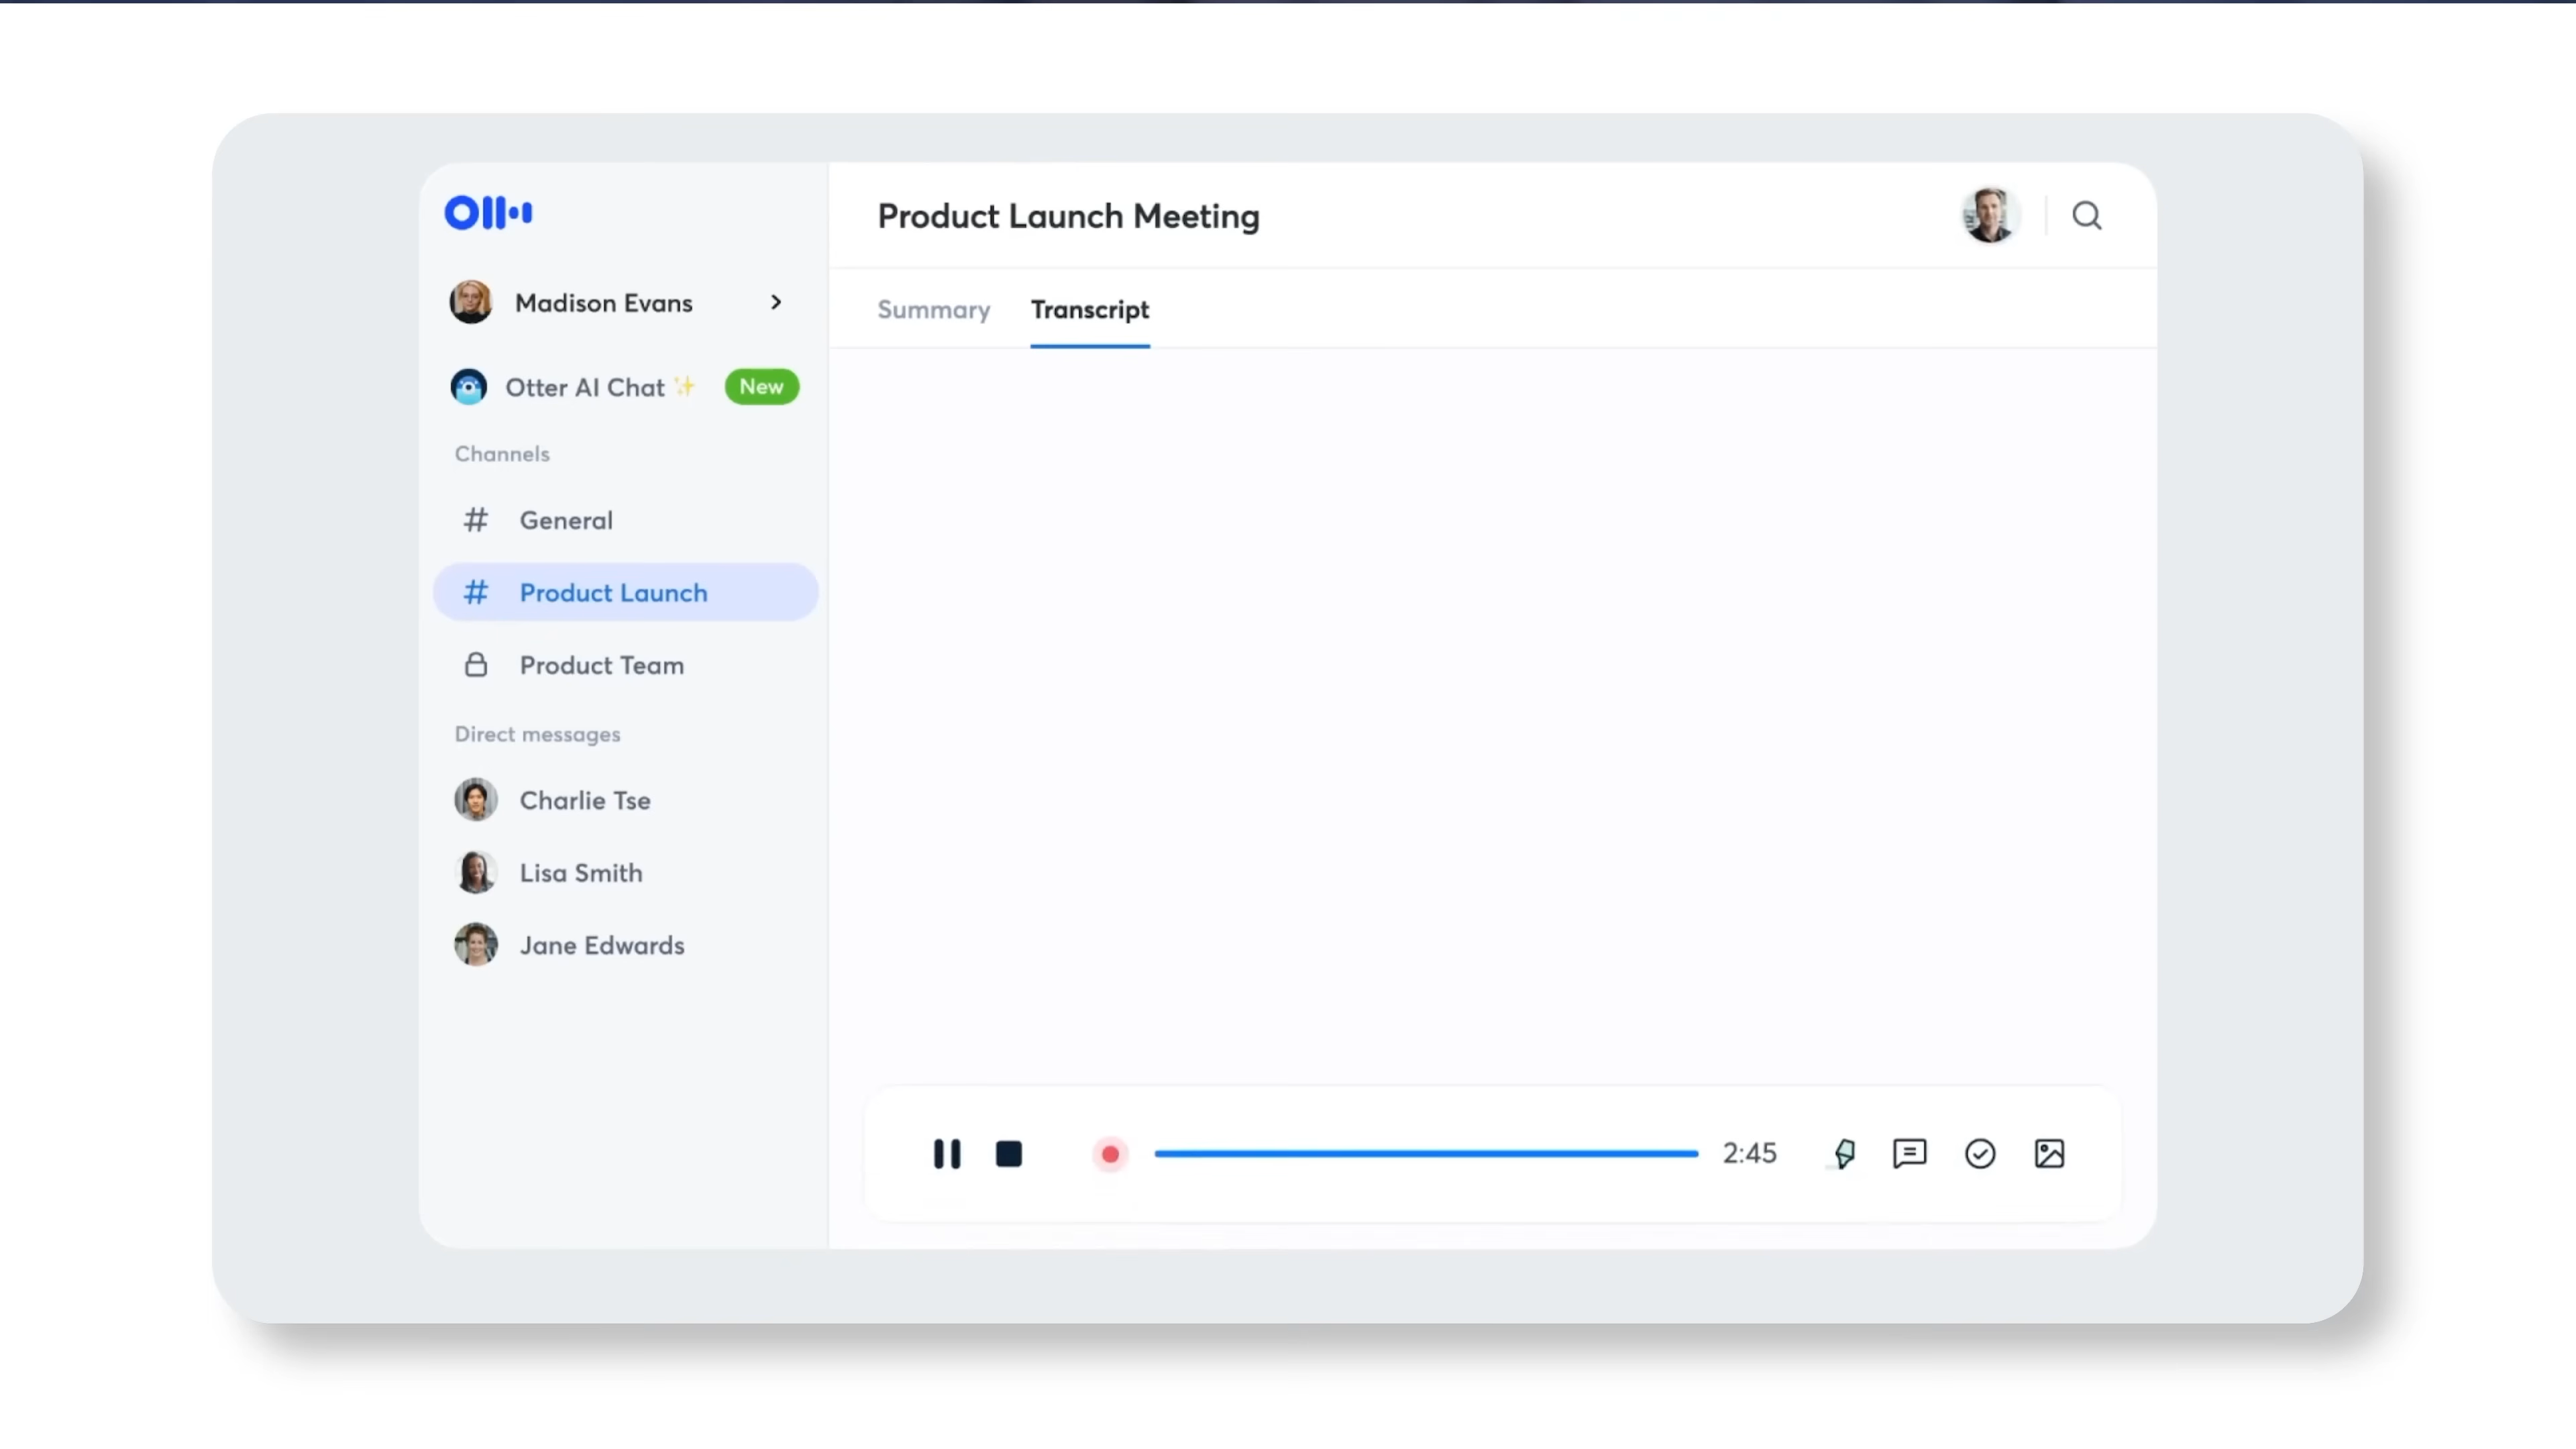 Madison Evans
Otter AI Chat ✨ New
Channels
# General
# Product Launch
Product Team
Direct messages
Charlie Tse
Lisa Smith
Jane Edwards
Product Launch Meeting
Summary Transcript
2:45